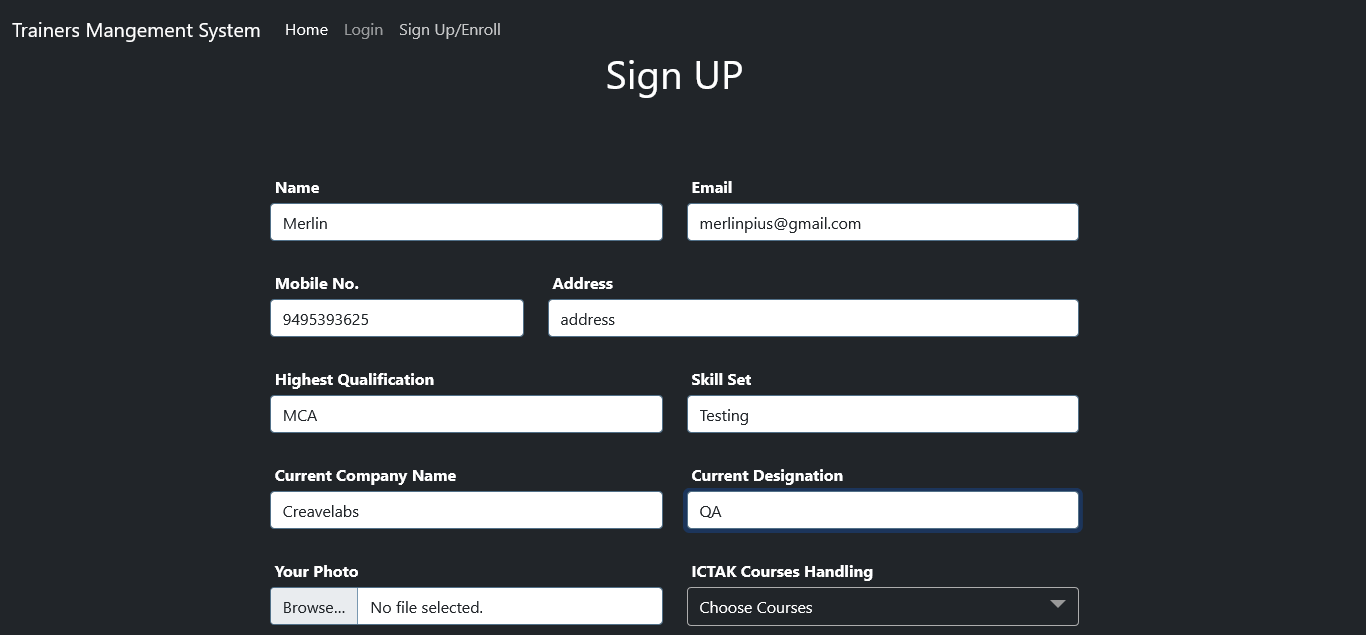 Trainers Mangement System Home Login Sign Up/Enroll
Sign UP
Name Email
Merlin merlinpius@gmail.com
Mobile No. Address
9495393625 address
Highest Qualification Skill Set
MCA Testing
Current Company Name Current Designation
Creavelabs QA
Your Photo ICTAK Courses Handling
Browse... No file selected. Choose Courses